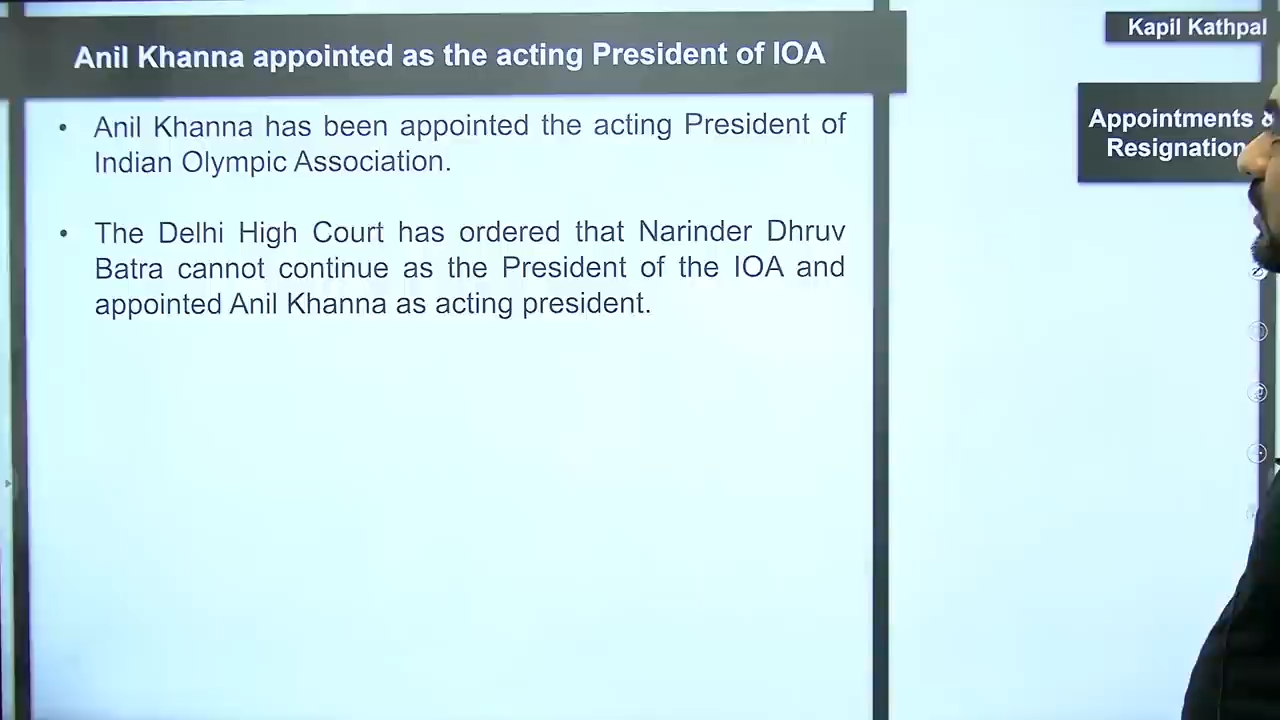 Anil Khanna appointed as the acting President of IOA
Kapil Kathpal
Appointments &
Resignation
• Anil Khanna has been appointed the acting President of
Indian Olympic Association.
• The Delhi High Court has ordered that Narinder Dhruv
Batra cannot continue as the President of the IOA and
appointed Anil Khanna as acting president.